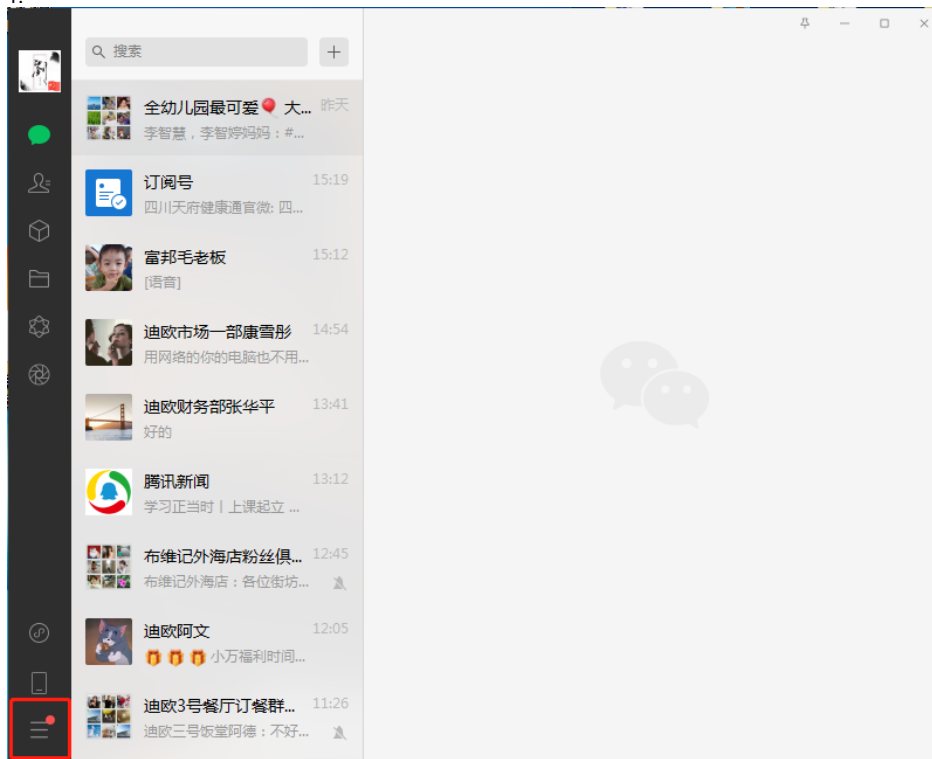 搜索
全幼儿园最可爱🎈 大... 昨天
李智慧，李智婷妈妈：#...
订阅号 15:19
四川天府健康通官微: 四...
富邦毛老板 15:12
[语音]
迪欧市场一部康雪彤 14:54
用网络的你的电脑也不用...
迪欧财务部张华平 13:41
好的
腾讯新闻 13:12
学习正当时丨上课起立 ...
布维记外海店粉丝俱... 12:45
布维记外海店：各位街坊...
迪欧阿文 12:05
🎁 🎁 🎁 小万福利时间...
迪欧3号餐厅订餐群... 11:26
迪欧三号饭堂阿德：不好...